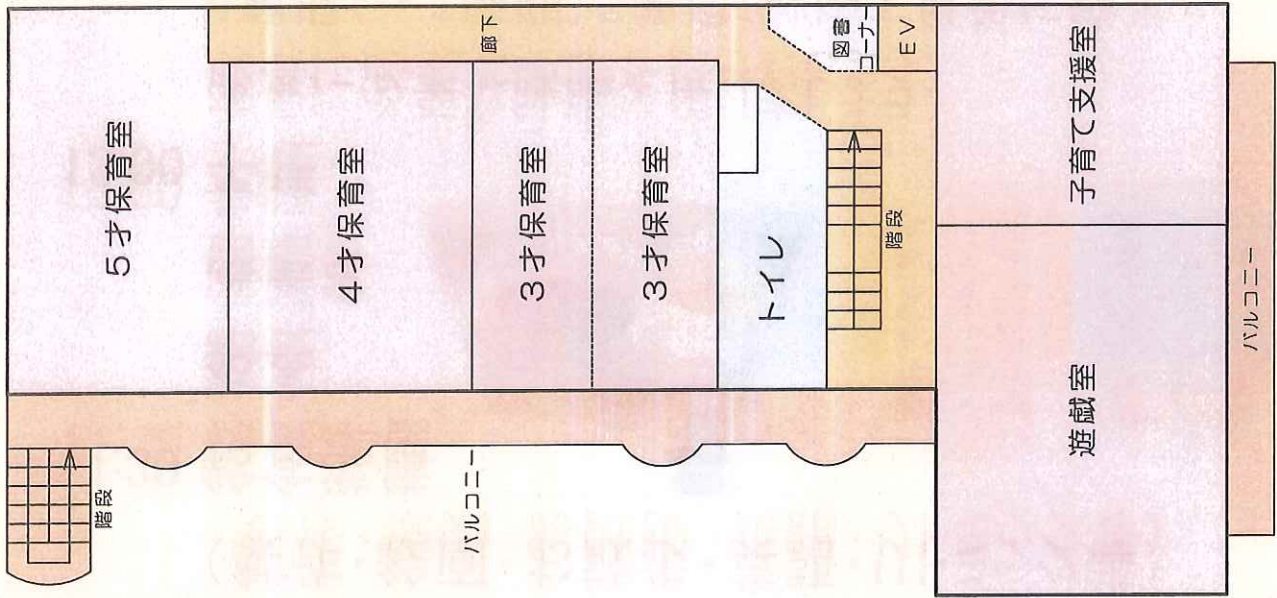 5才保育室
4才保育室
3才保育室
3才保育室
トイレ
廊下
図書
コーナー
EV
階段
子育て支援室
遊戯室
バルコニー
バルコニー
階段